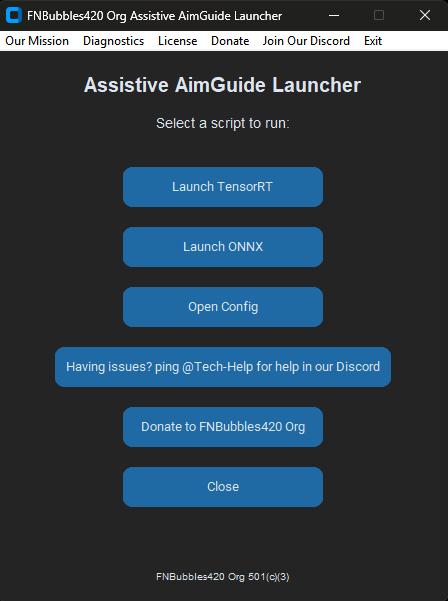 FNBubbles420 Org Assistive AimGuide Launcher
Our Mission Diagnostics License Donate Join Our Discord Exit
Assistive AimGuide Launcher
Select a script to run:
Launch TensorRT
Launch ONNX
Open Config
Having issues? ping @Tech-Help for help in our Discord
Donate to FNBubbles420 Org
Close
FNBubbles420 Org 501(c)(3)